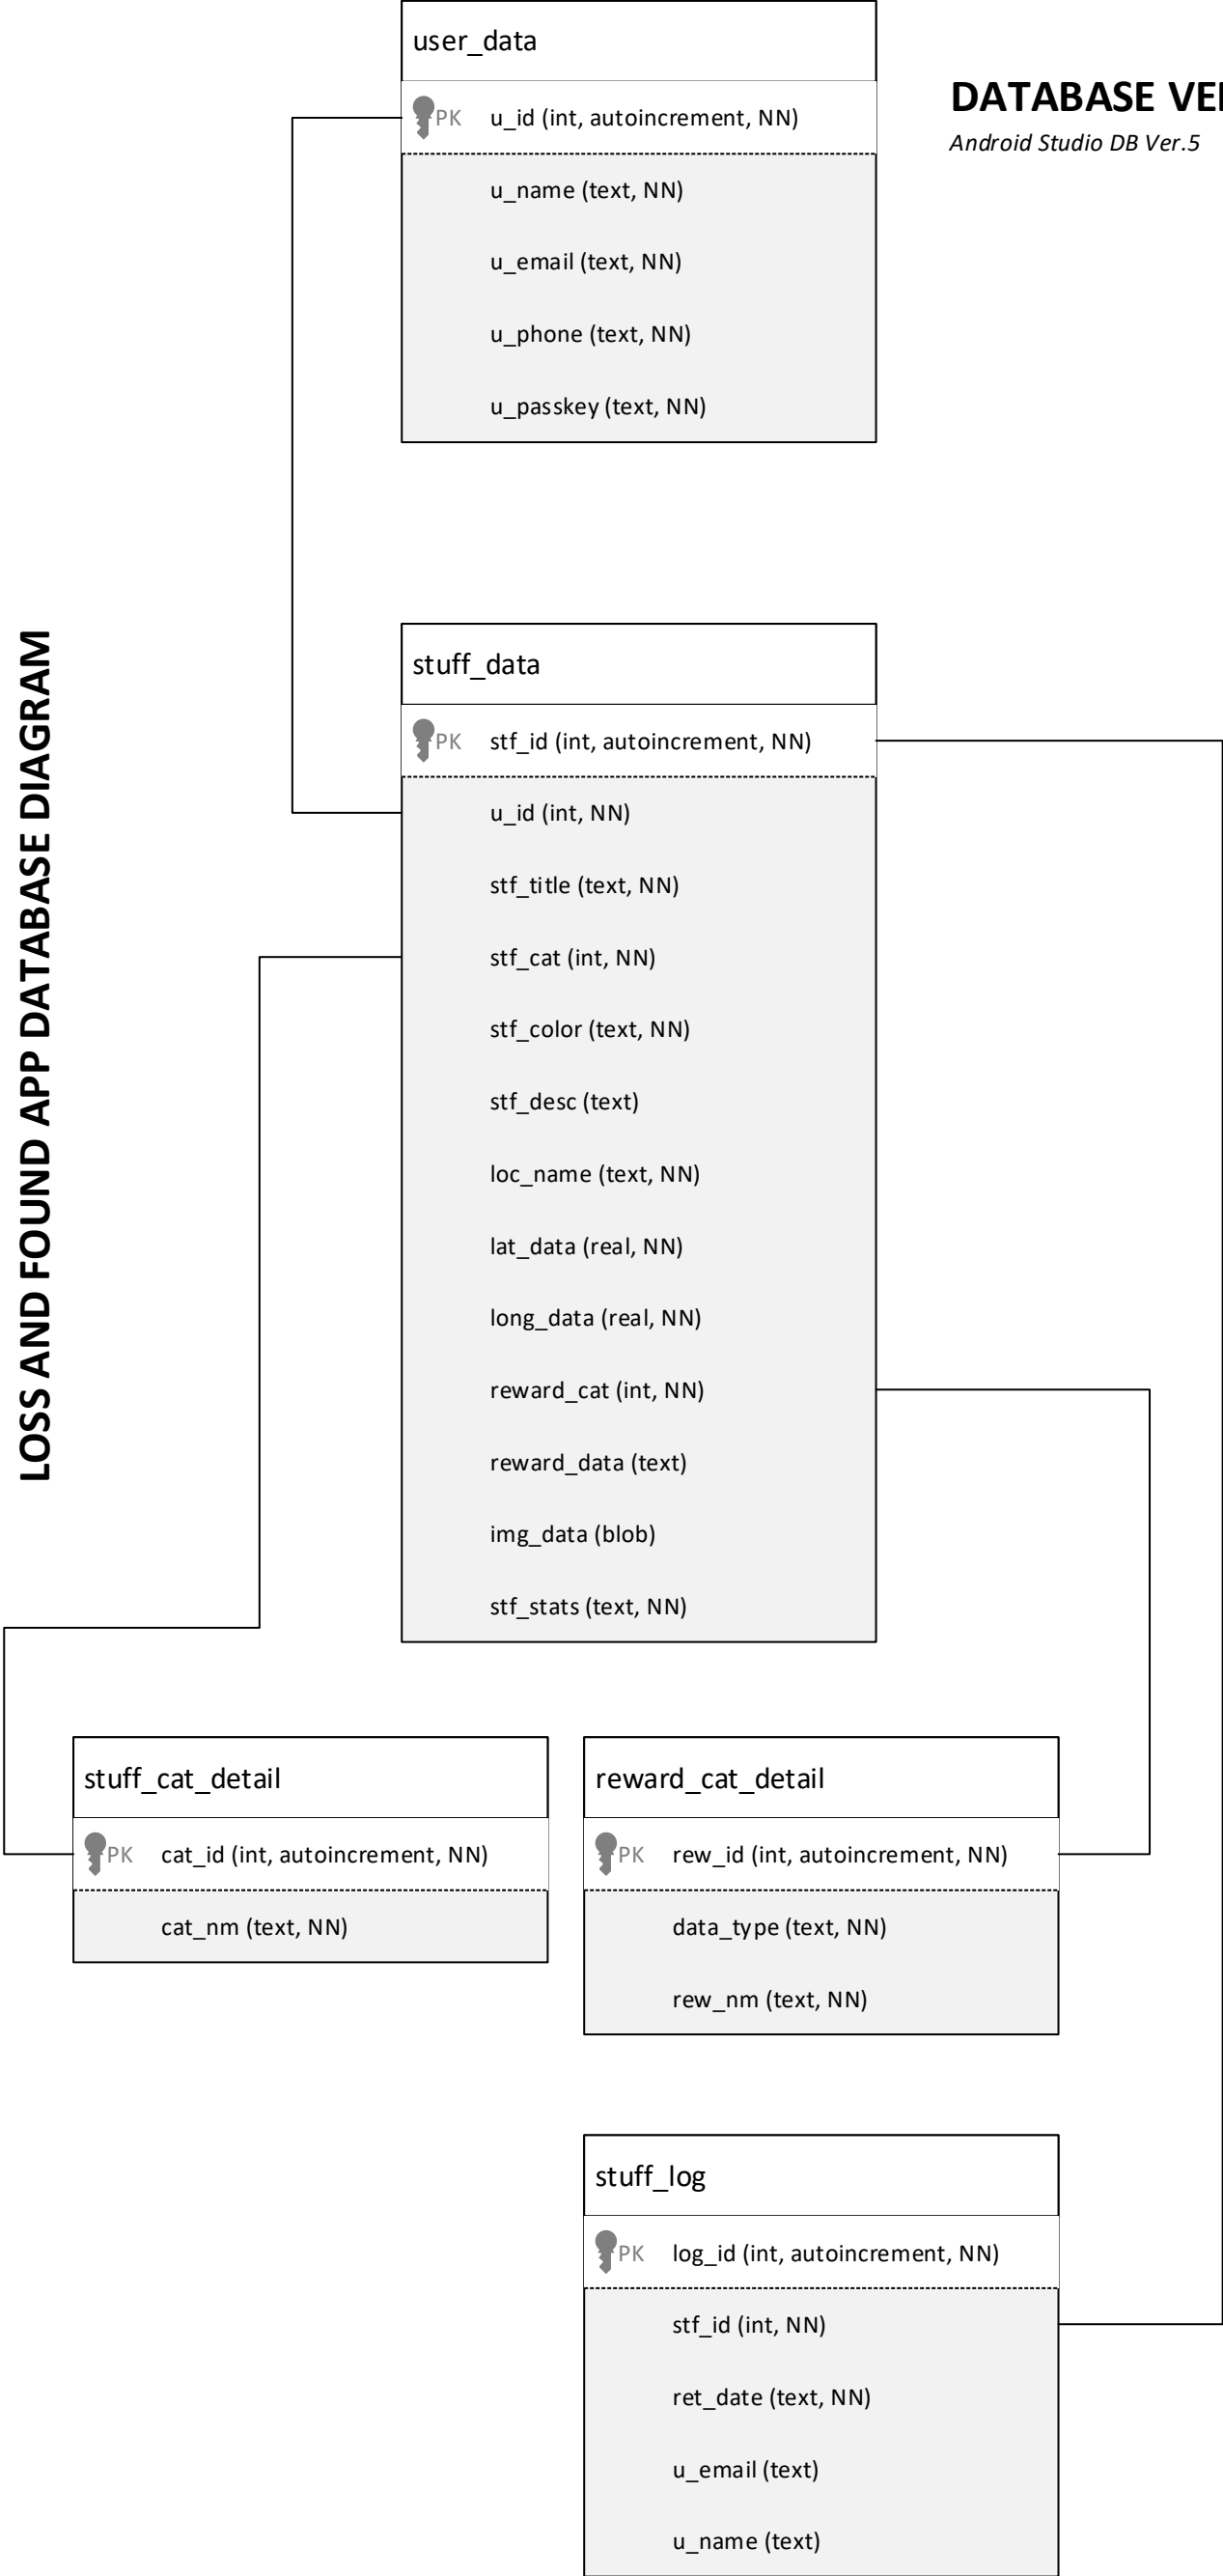 user_data
PK u_id (int, autoincrement, NN)
u_name (text, NN)
u_email (text, NN)
u_phone (text, NN)
u_passkey (text, NN)
DATABASE
Android Studio DB Ver.5
LOSS AND FOUND APP DATABASE DIAGRAM
stuff_data
PK stf_id (int, autoincrement, NN)
u_id (int, NN)
stf_title (text, NN)
stf_cat (int, NN)
stf_color (text, NN)
stf_desc (text)
loc_name (text, NN)
lat_data (real, NN)
long_data (real, NN)
reward_cat (int, NN)
reward_data (text)
img_data (blob)
stf_stats (text, NN)
stuff_cat_detail
PK cat_id (int, autoincrement, NN)
cat_nm (text, NN)
reward_cat_detail
PK rew_id (int, autoincrement, NN)
data_type (text, NN)
rew_nm (text, NN)
stuff_log
PK log_id (int, autoincrement, NN)
stf_id (int, NN)
ret_date (text, NN)
u_email (text)
u_name (text)